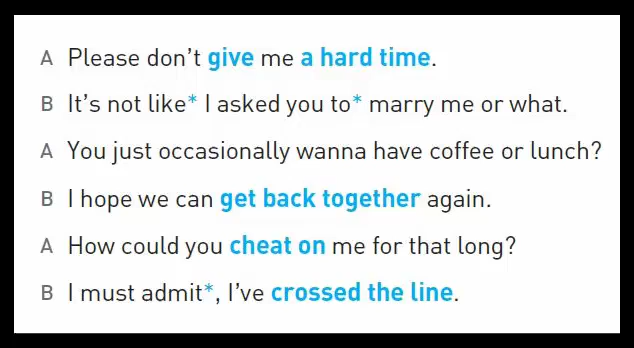 A Please don't give me a hard time.
B It's not like* I asked you to* marry me or what.
A You just occasionally wanna have coffee or lunch?
B I hope we can get back together again.
A How could you cheat on me for that long?
B I must admit*, I've crossed the line.